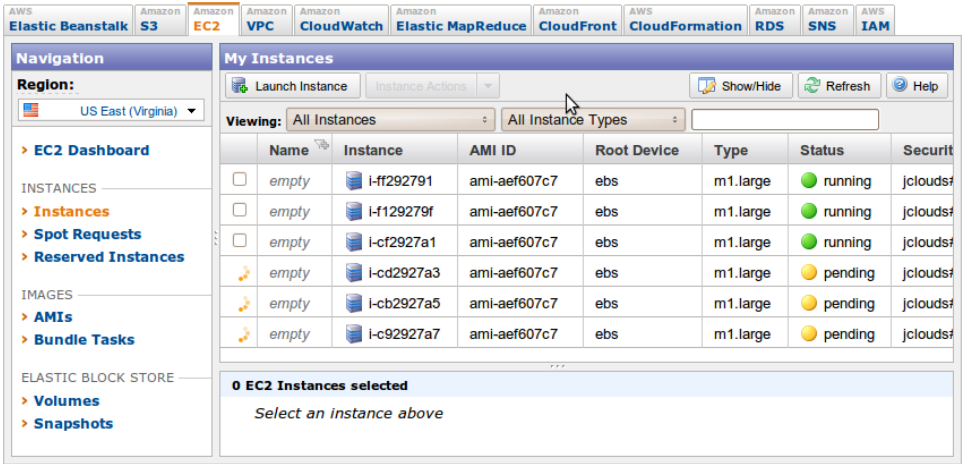 AWS Amazon Amazon Amazon Amazon Amazon Amazon AWS Amazon Amazon AWS
Elastic Beanstalk S3 EC2 VPC CloudWatch Elastic MapReduce CloudFront CloudFormation RDS SNS IAM
Navigation
Region:
US East (Virginia)
> EC2 Dashboard
INSTANCES
> Instances
> Spot Requests
> Reserved Instances
IMAGES
> AMIs
> Bundle Tasks
ELASTIC BLOCK STORE
> Volumes
> Snapshots
My Instances
Launch Instance Instance Actions Show/Hide Refresh Help
Viewing: All Instances All Instance Types
Name Instance AMI ID Root Device Type Status Securit
empty i-ff292791 ami-aef607c7 ebs m1.large running jclouds#
empty i-f129279f ami-aef607c7 ebs m1.large running jclouds#
empty i-cf2927a1 ami-aef607c7 ebs m1.large running jclouds#
empty i-cd2927a3 ami-aef607c7 ebs m1.large pending jclouds#
empty i-cb2927a5 ami-aef607c7 ebs m1.large pending jclouds#
empty i-c92927a7 ami-aef607c7 ebs m1.large pending jclouds#
0 EC2 Instances selected
Select an instance above